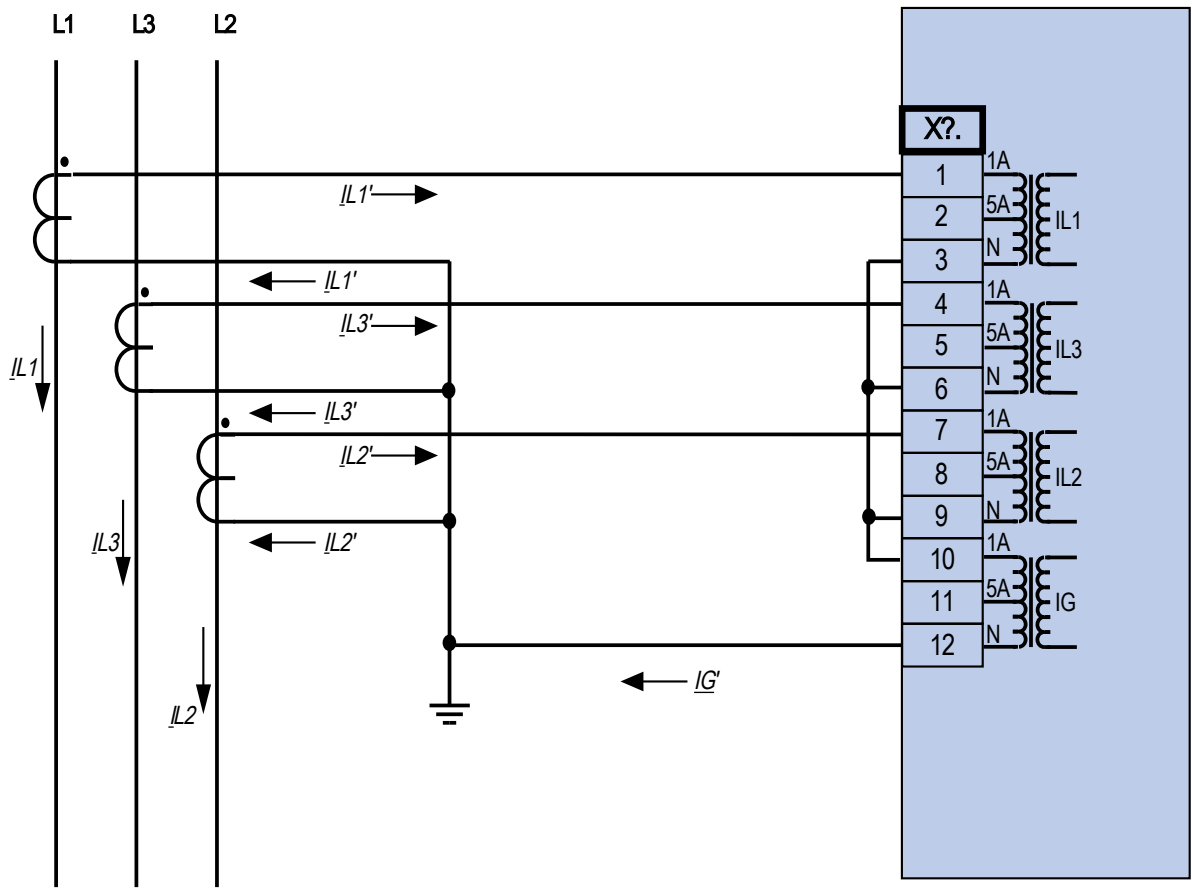 L1 L3 L2
X?.
1 1A
IL1'
2 5A IL1
3 N
IL1'
4 1A
IL3'
5 5A IL3
IL1
6 N
IL3'
7 1A
IL2'
8 5A IL2
9 N
IL3
IL2'
10 1A
11 5A IG
12 N
IG'
IL2